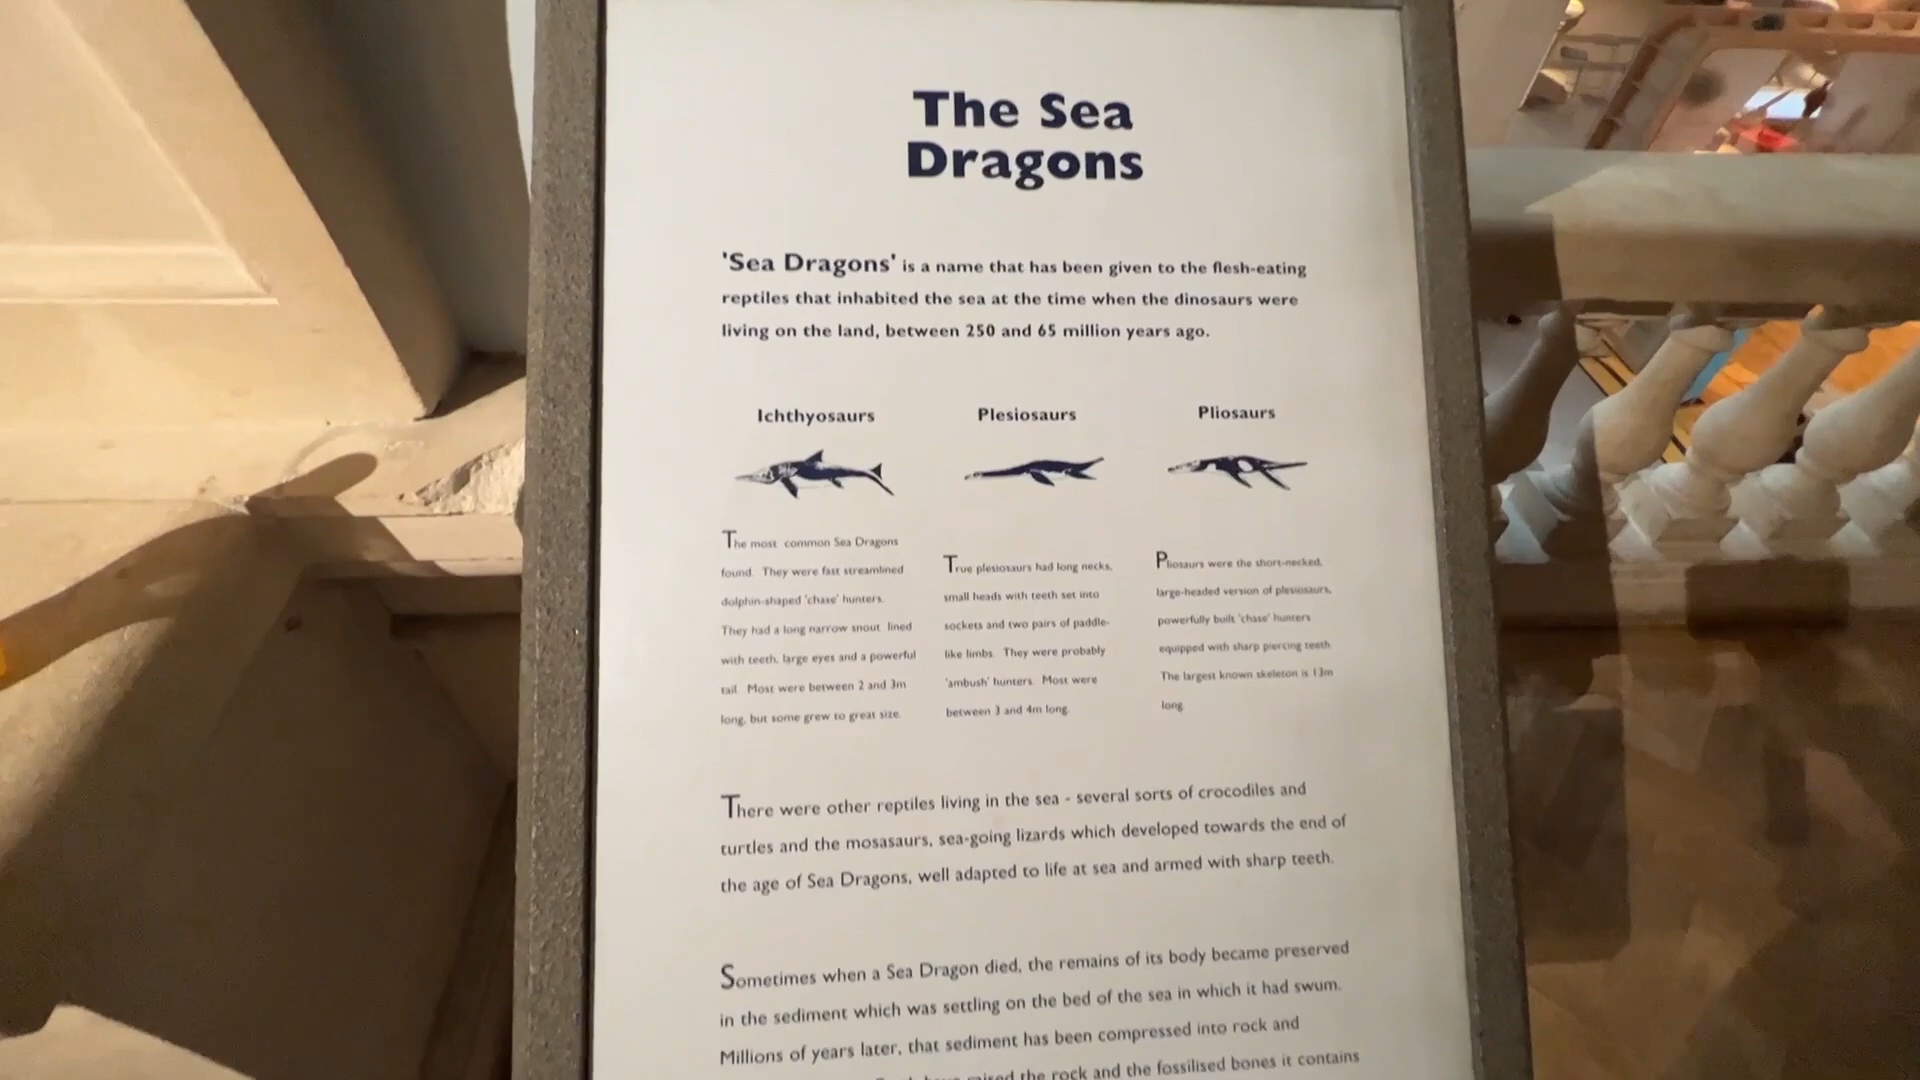 The Sea
Dragons
'Sea Dragons' is a name that has been given to the flesh-eating
reptiles that inhabited the sea at the time when the dinosaurs were
living on the land, between 250 and 65 million years ago.
Ichthyosaurs
The most common Sea Dragons
found. They were fast streamlined
dolphin-shaped 'chase' hunters.
They had a long narrow snout lined
with teeth, large eyes and a powerful
tail. Most were between 2 and 3m
long, but some grew to great size.
Plesiosaurs
True plesiosaurs had long necks,
small heads with teeth set into
sockets and two pairs of paddle-
like limbs. They were probably
'ambush' hunters. Most were
between 3 and 4m long.
Pliosaurs
Pliosaurs were the short-necked,
large-headed version of plesiosaurs,
powerfully built 'chase' hunters
equipped with sharp piercing teeth.
The largest known skeleton is 13m
long.
There were other reptiles living in the sea - several sorts of crocodiles and
turtles and the mosasaurs, sea-going lizards which developed towards the end of
the age of Sea Dragons, well adapted to life at sea and armed with sharp teeth.
Sometimes when a Sea Dragon died, the remains of its body became preserved
in the sediment which was settling on the bed of the sea in which it had swum.
Millions of years later, that sediment has been compressed into rock and
the rock and the fossilised bones it contains